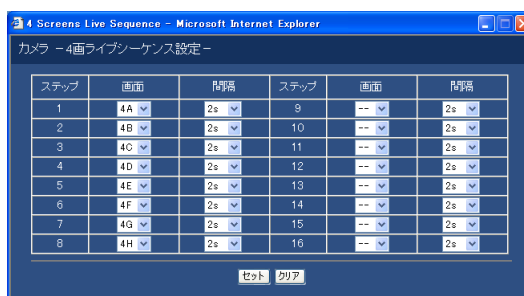 4 Screens Live Sequence - Microsoft Internet Explorer
カメラ －4画ライブシーケンス設定－
ステップ 画面 間隔 ステップ 画面 間隔
1 4A 2s 9 -- 2s
2 4B 2s 10 -- 2s
3 4C 2s 11 -- 2s
4 4D 2s 12 -- 2s
5 4E 2s 13 -- 2s
6 4F 2s 14 -- 2s
7 4G 2s 15 -- 2s
8 4H 2s 16 -- 2s
セット クリア